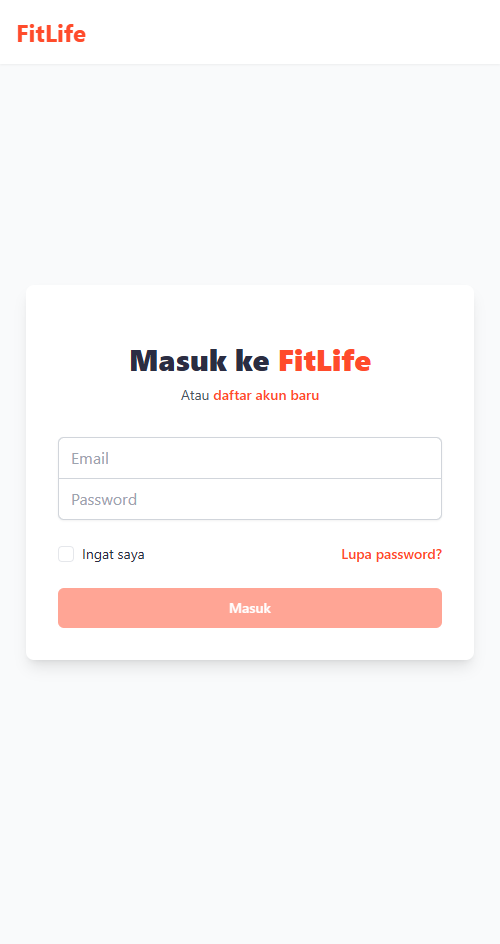 FitLife
Masuk ke FitLife
Atau daftar akun baru
Email
Password
Ingat saya
Lupa password?
Masuk